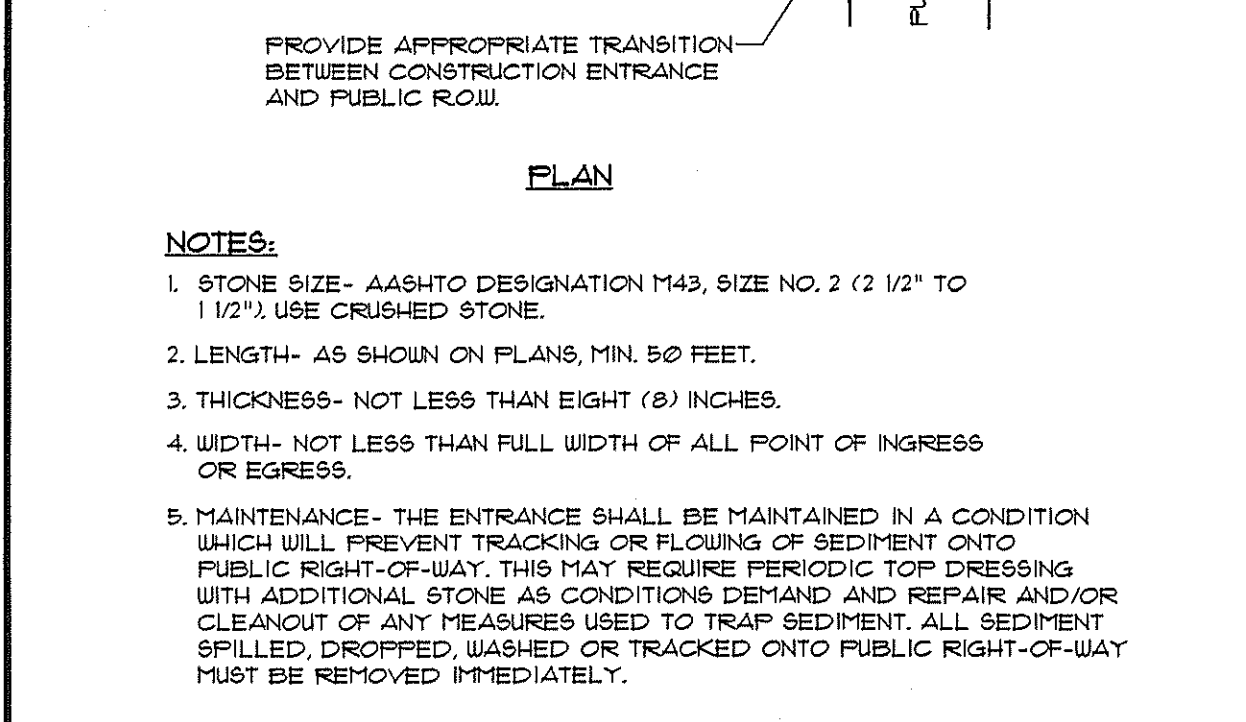 PROVIDE APPROPRIATE TRANSITION
BETWEEN CONSTRUCTION ENTRANCE
AND PUBLIC R.O.W.
PLAN
NOTES:
1. STONE SIZE- AASHTO DESIGNATION M43, SIZE NO. 2 (2 1/2" TO
1 1/2"). USE CRUSHED STONE.
2. LENGTH- AS SHOWN ON PLANS, MIN. 50 FEET.
3. THICKNESS- NOT LESS THAN EIGHT (8) INCHES.
4. WIDTH- NOT LESS THAN FULL WIDTH OF ALL POINT OF INGRESS
OR EGRESS.
5. MAINTENANCE- THE ENTRANCE SHALL BE MAINTAINED IN A CONDITION
WHICH WILL PREVENT TRACKING OR FLOWING OF SEDIMENT ONTO
PUBLIC RIGHT-OF-WAY. THIS MAY REQUIRE PERIODIC TOP DRESSING
WITH ADDITIONAL STONE AS CONDITIONS DEMAND AND REPAIR AND/OR
CLEANOUT OF ANY MEASURES USED TO TRAP SEDIMENT. ALL SEDIMENT
SPILLED, DROPPED, WASHED OR TRACKED ONTO PUBLIC RIGHT-OF-WAY
MUST BE REMOVED IMMEDIATELY.